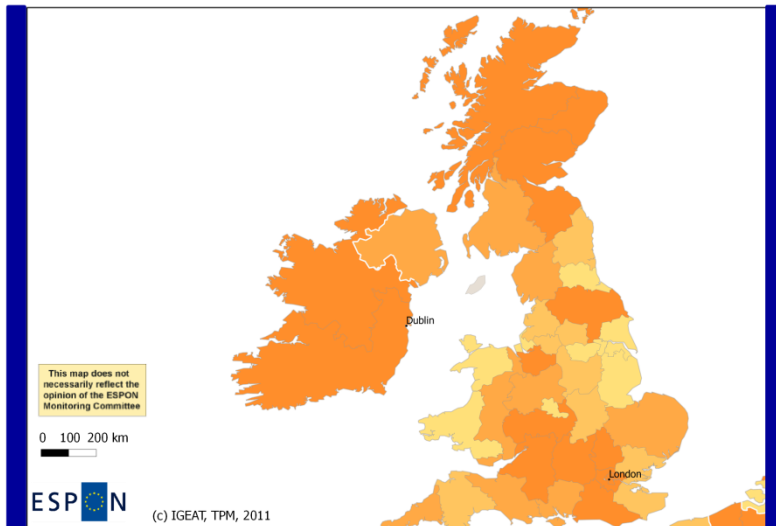 Dublin
This map does not
necessarily reflect the
opinion of the ESPON
Monitoring Committee
0 100 200 km
London
ESPON
(c) IGEAT, TPM, 2011